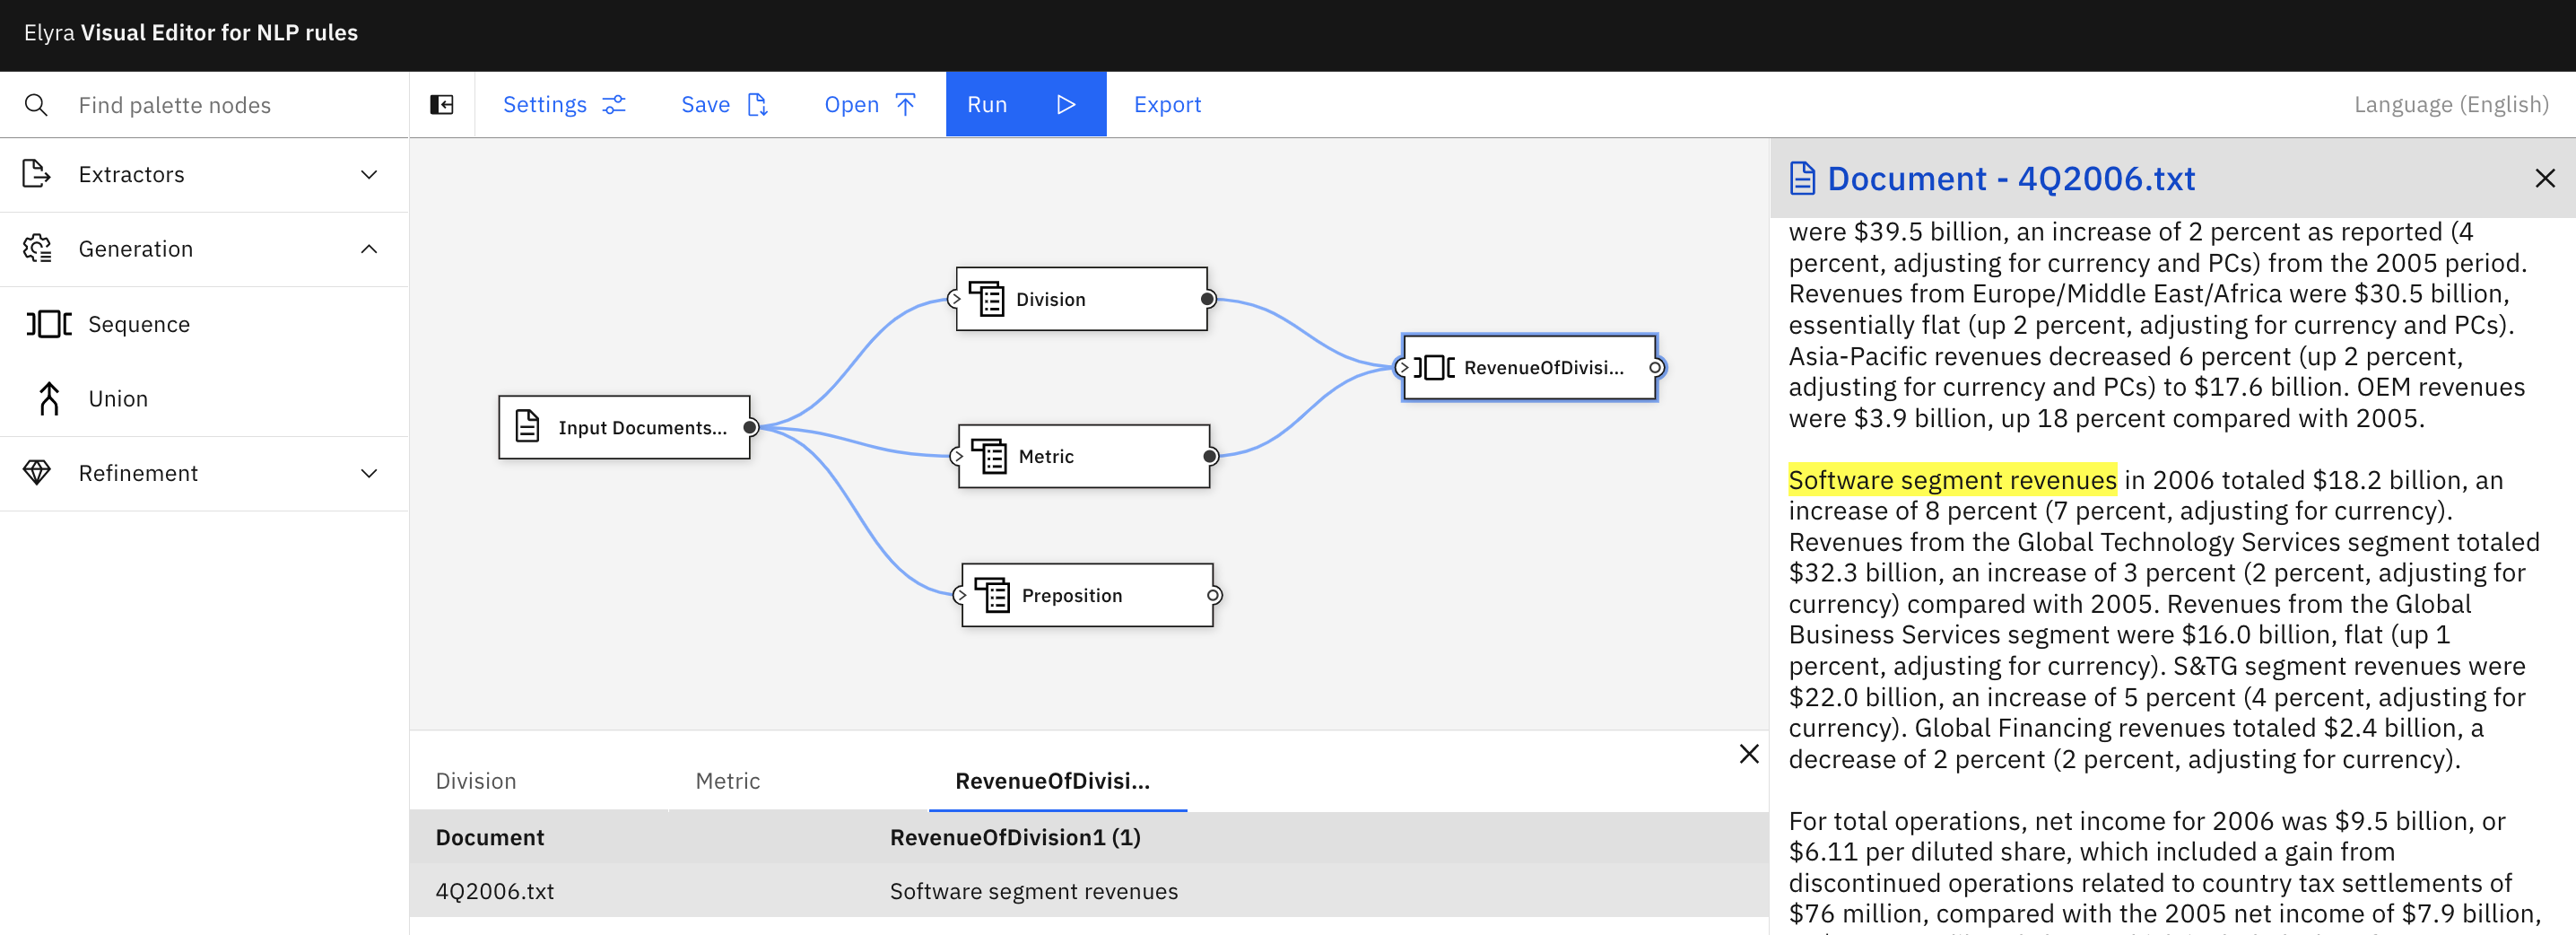 Elyra Visual Editor for NLP rules
Find palette nodes
Settings
Save
Open
Run
Export
Language (English)
Extractors
Generation
Sequence
Union
Refinement
Input Documents...
Division
Metric
Preposition
RevenueOfDivisi...
Division
Metric
RevenueOfDivisi...
Document
RevenueOfDivision1 (1)
4Q2006.txt
Software segment revenues
Document - 4Q2006.txt
were $39.5 billion, an increase of 2 percent as reported (4
percent, adjusting for currency and PCs) from the 2005 period.
Revenues from Europe/Middle East/Africa were $30.5 billion,
essentially flat (up 2 percent, adjusting for currency and PCs).
Asia-Pacific revenues decreased 6 percent (up 2 percent,
adjusting for currency and PCs) to $17.6 billion. OEM revenues
were $3.9 billion, up 18 percent compared with 2005.
Software segment revenues in 2006 totaled $18.2 billion, an
increase of 8 percent (7 percent, adjusting for currency).
Revenues from the Global Technology Services segment totaled
$32.3 billion, an increase of 3 percent (2 percent, adjusting for
currency) compared with 2005. Revenues from the Global
Business Services segment were $16.0 billion, flat (up 1
percent, adjusting for currency). S&TG segment revenues were
$22.0 billion, an increase of 5 percent (4 percent, adjusting for
currency). Global Financing revenues totaled $2.4 billion, a
decrease of 2 percent (2 percent, adjusting for currency).
For total operations, net income for 2006 was $9.5 billion, or
$6.11 per diluted share, which included a gain from
discontinued operations related to country tax settlements of
$76 million, compared with the 2005 net income of $7.9 billion,